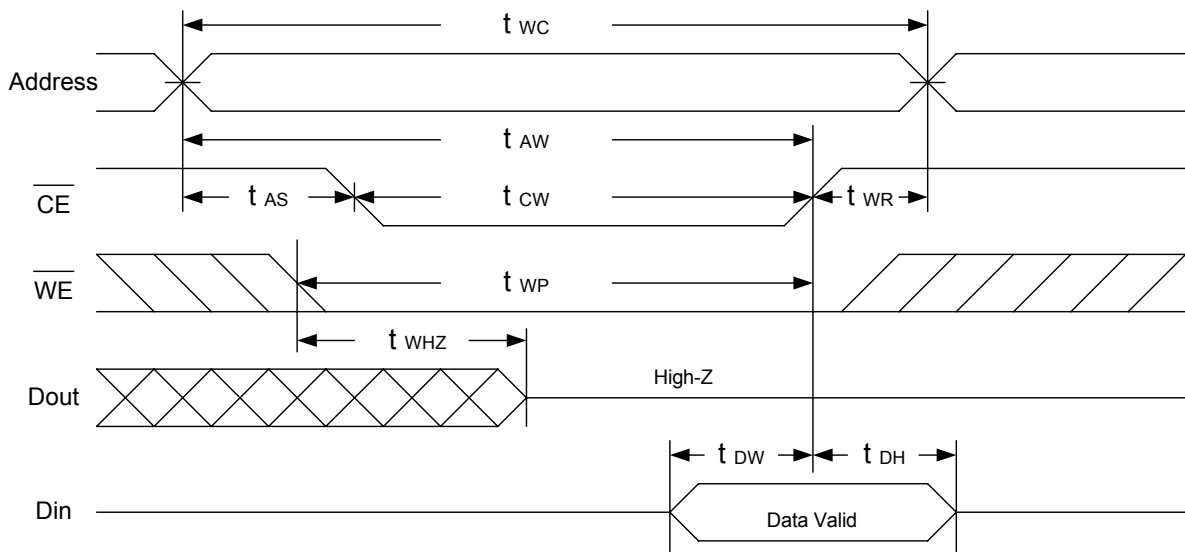 t WC
Address
t AW
CE
t AS
t CW
t WR
WE
t WP
t WHZ
Dout
High-Z
t DW
t DH
Din
Data Valid